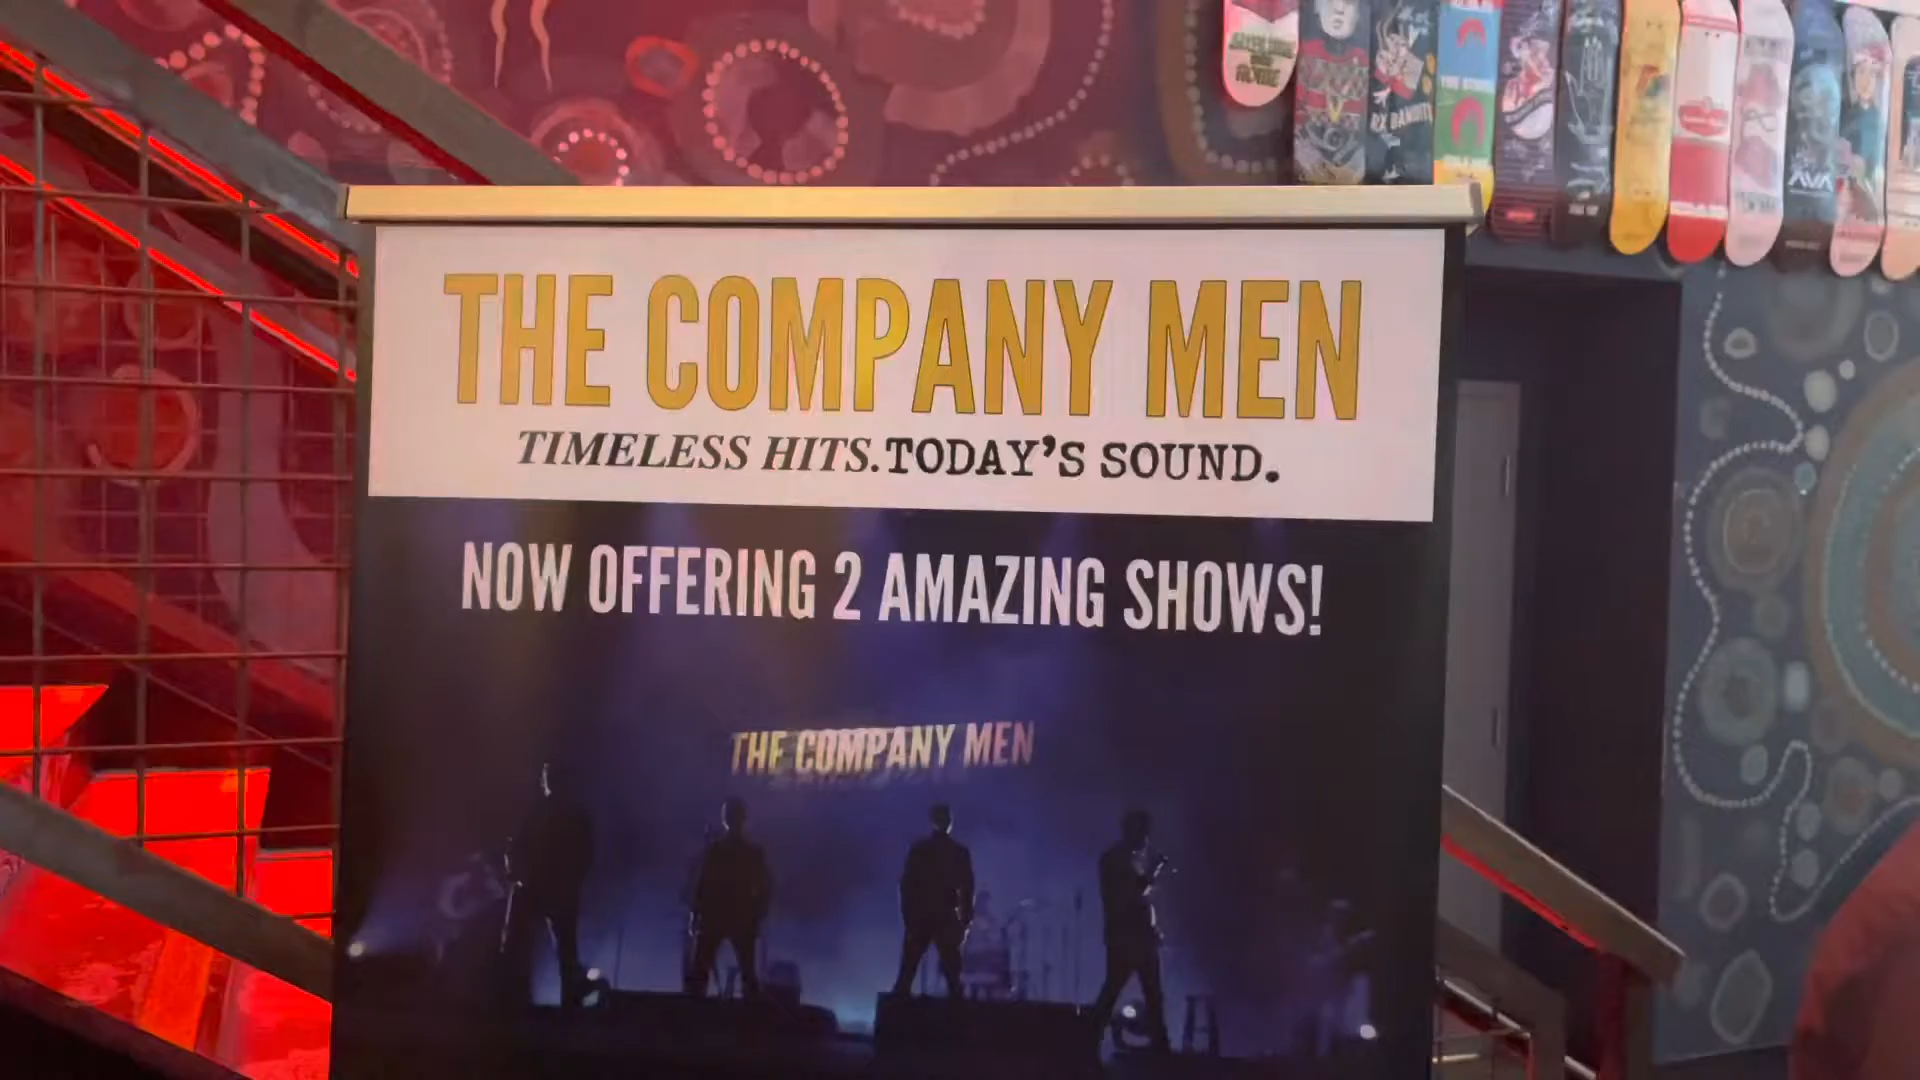 THE COMPANY MEN
TIMELESS HITS.TODAY'S SOUND.
NOW OFFERING 2 AMAZING SHOWS!
THE COMPANY MEN
RX BANDITS
AVA